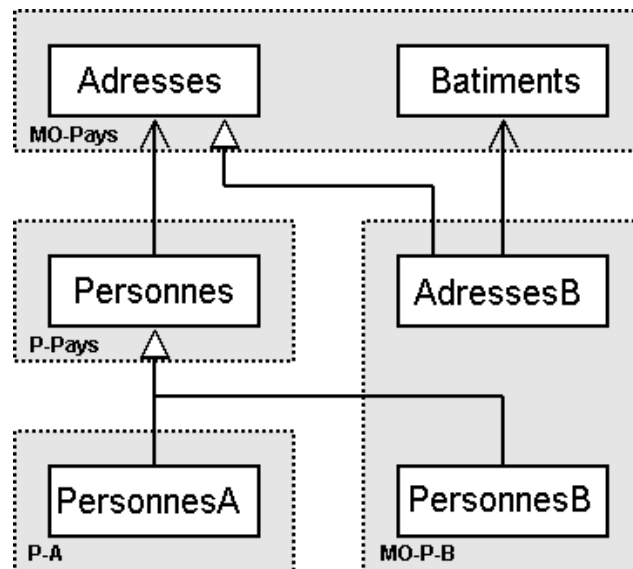 Adresses
Batiments
MO-Pays
Personnes
AdressesB
P-Pays
PersonnesA
PersonnesB
P-A
MO-P-B